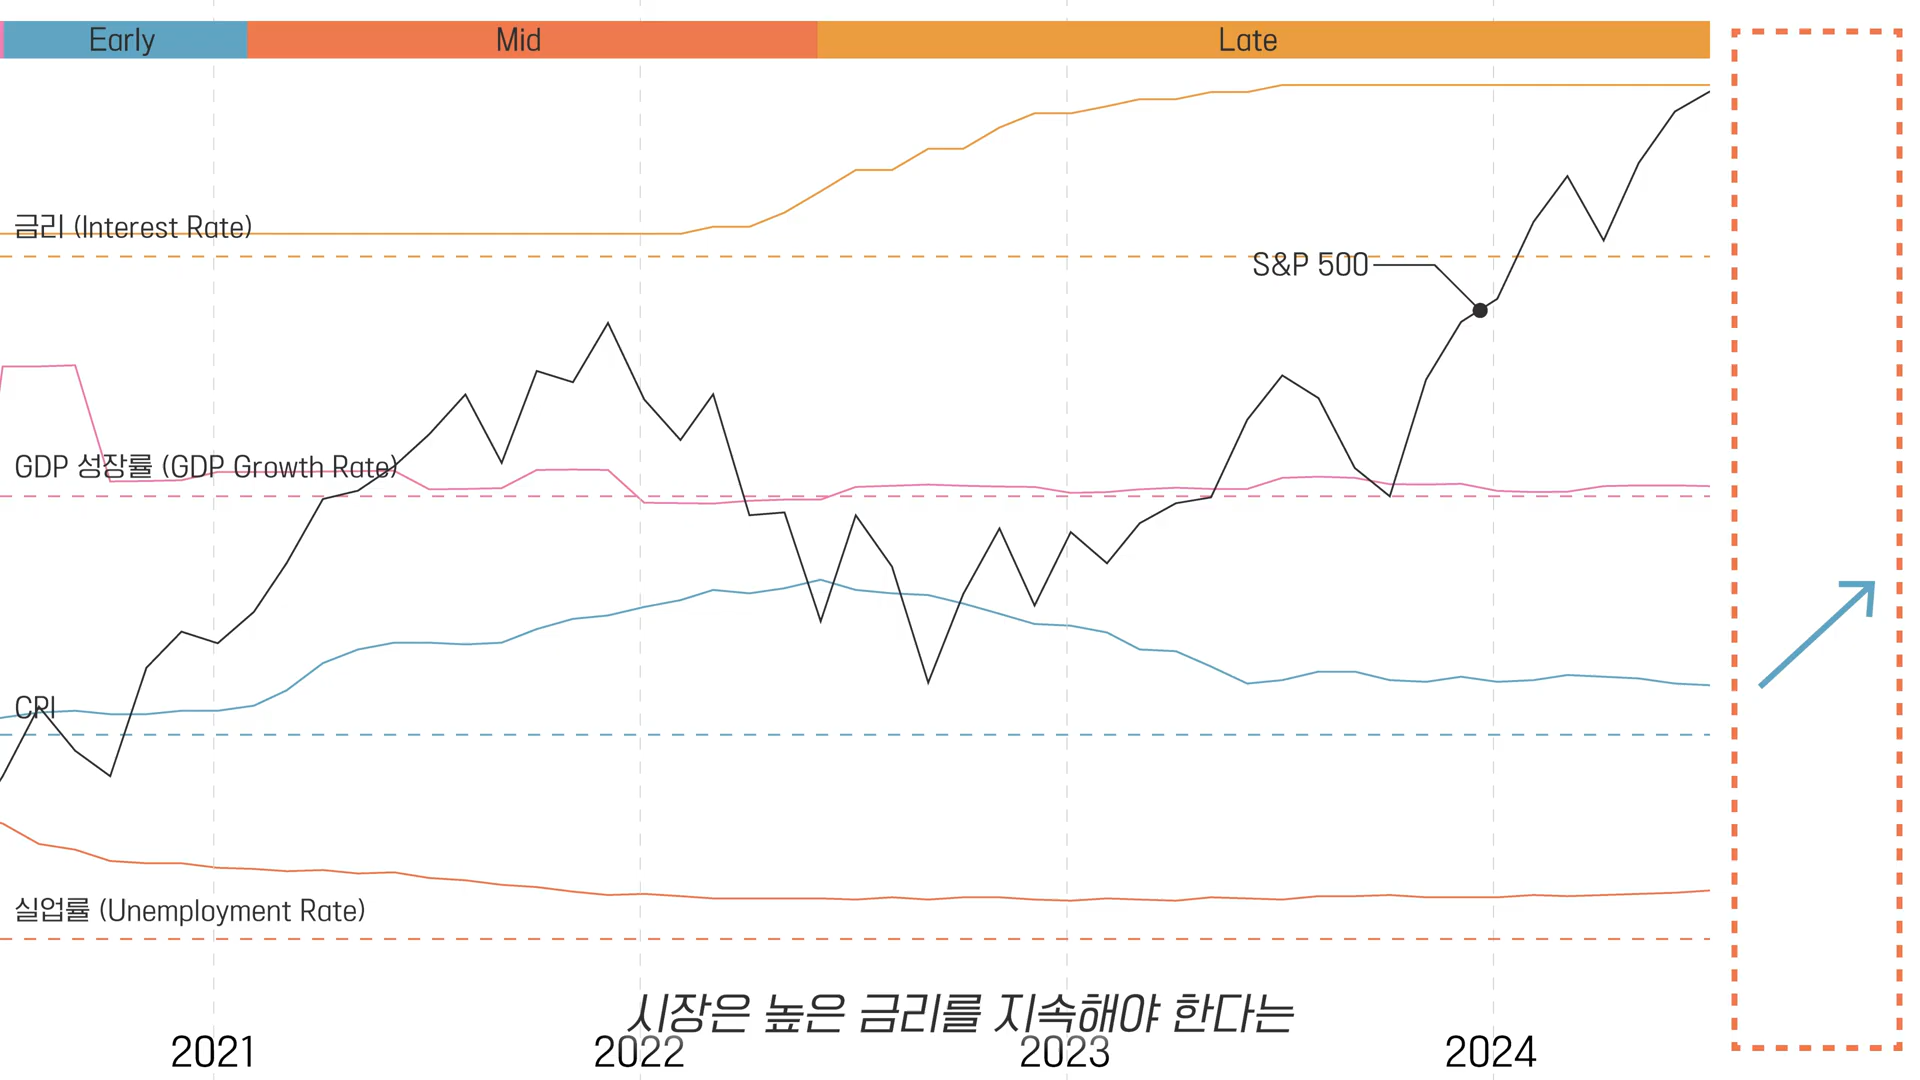 Early Mid Late
금리 (Interest Rate)
S&P 500
GDP 성장률 (GDP Growth Rate)
CPI
실업률 (Unemployment Rate)
시장은 높은 금리를 지속해야 한다는
2021 2022 2023 2024